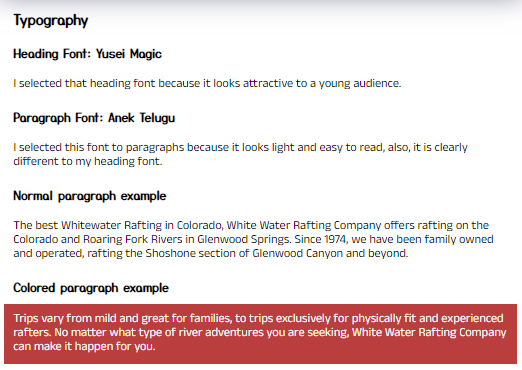 Typography
Heading Font: Yusei Magic
I selected that heading font because it looks attractive to a young audience.
Paragraph Font: Anek Telugu
I selected this font to paragraphs because it looks light and easy to read, also, it is clearly
different to my heading font.
Normal paragraph example
The best Whitewater Rafting in Colorado, White Water Rafting Company offers rafting on the
Colorado and Roaring Fork Rivers in Glenwood Springs. Since 1974, we have been family owned
and operated, rafting the Shoshone section of Glenwood Canyon and beyond.
Colored paragraph example
Trips vary from mild and great for families, to trips exclusively for physically fit and experienced
rafters. No matter what type of river adventures you are seeking, White Water Rafting Company
can make it happen for you.